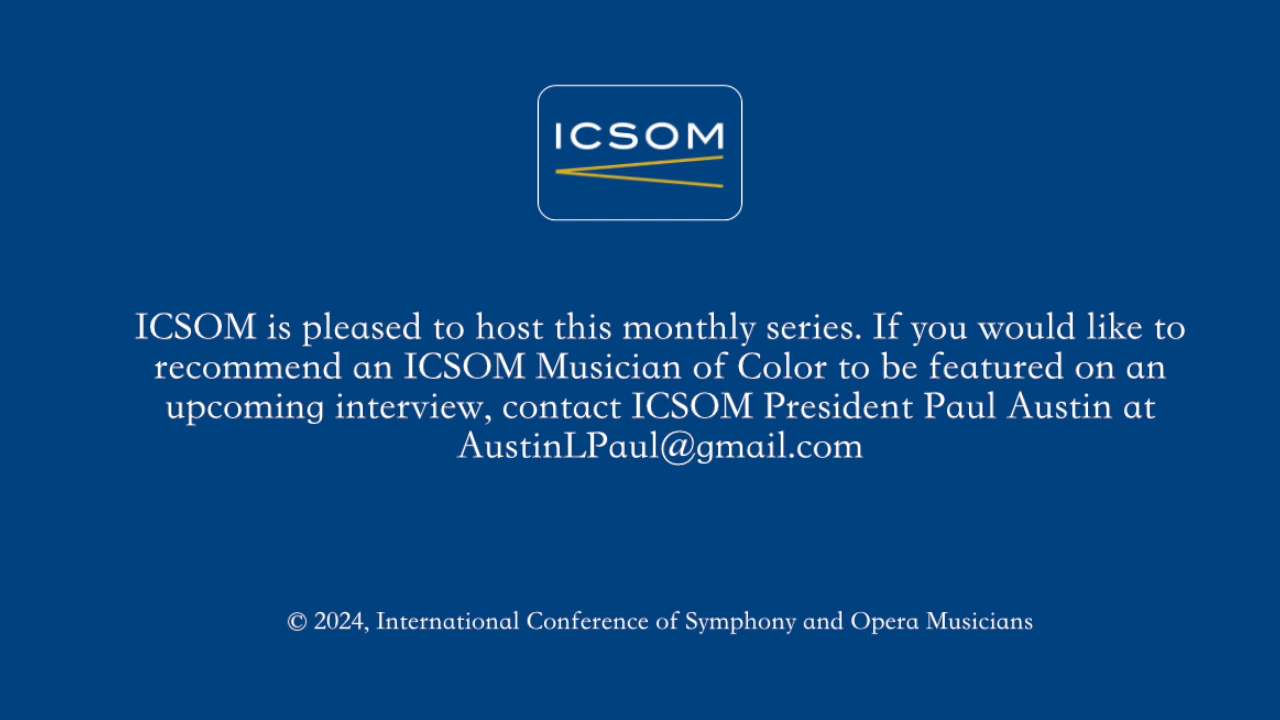 ICSOM
ICSOM is pleased to host this monthly series. If you would like to
recommend an ICSOM Musician of Color to be featured on an
upcoming interview, contact ICSOM President Paul Austin at
AustinLPaul@gmail.com
© 2024, International Conference of Symphony and Opera Musicians